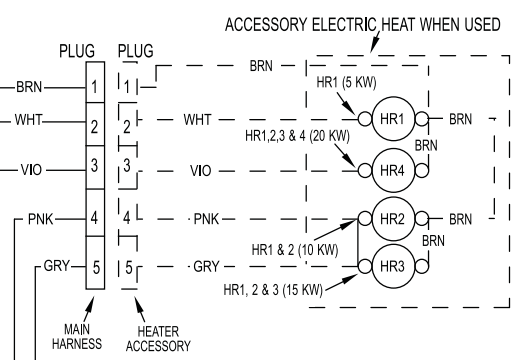 ACCESSORY ELECTRIC HEAT WHEN USED
PLUG PLUG
BRN
HR1 (5 KW)
BRN 1 1
WHT 2 2 WHT HR1 BRN
HR1,2,3 & 4 (20 KW) BRN
VIO 3 3 VIO HR4
PNK 4 4 PNK HR2 BRN
HR1 & 2 (10 KW) BRN
GRY 5 5 GRY HR3
HR1, 2 & 3 (15 KW)
MAIN
HARNESS
HEATER
ACCESSORY